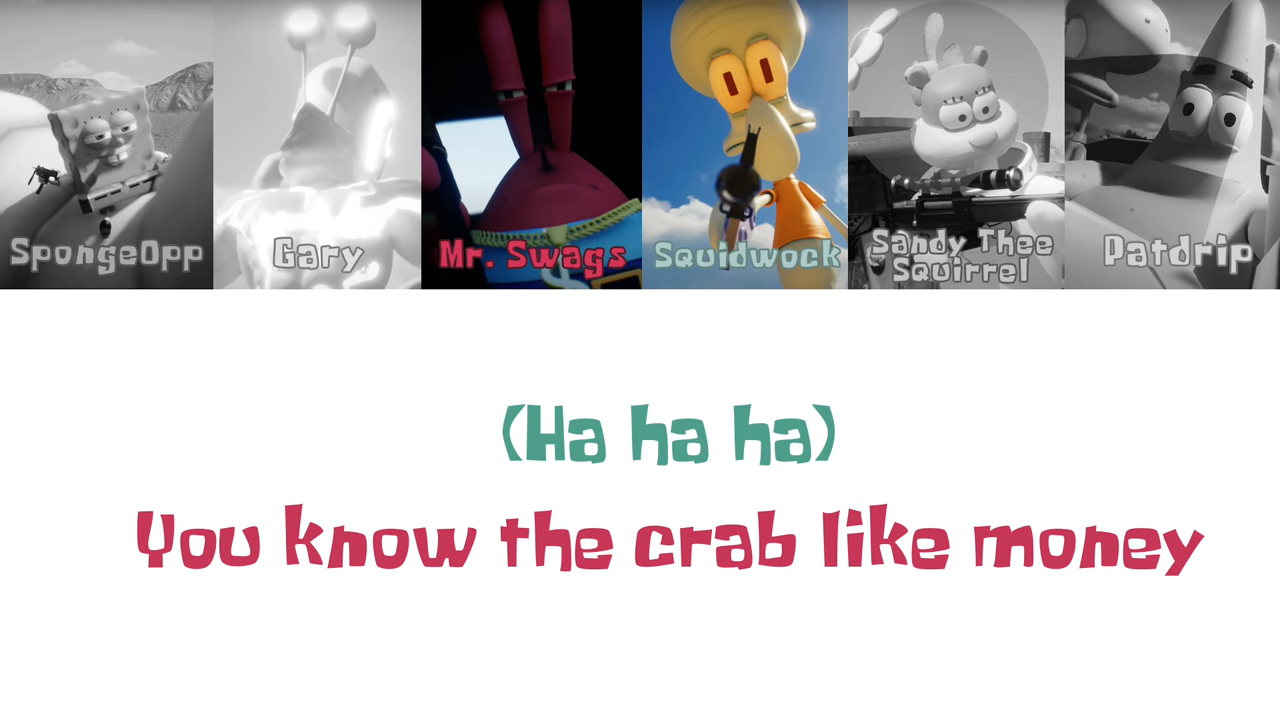 SpongeOpp
Gary
Mr. Swags
Squidwock
Sandy Thee
Squirrel
Patdrip
(Ha ha ha)
You know the crab like money